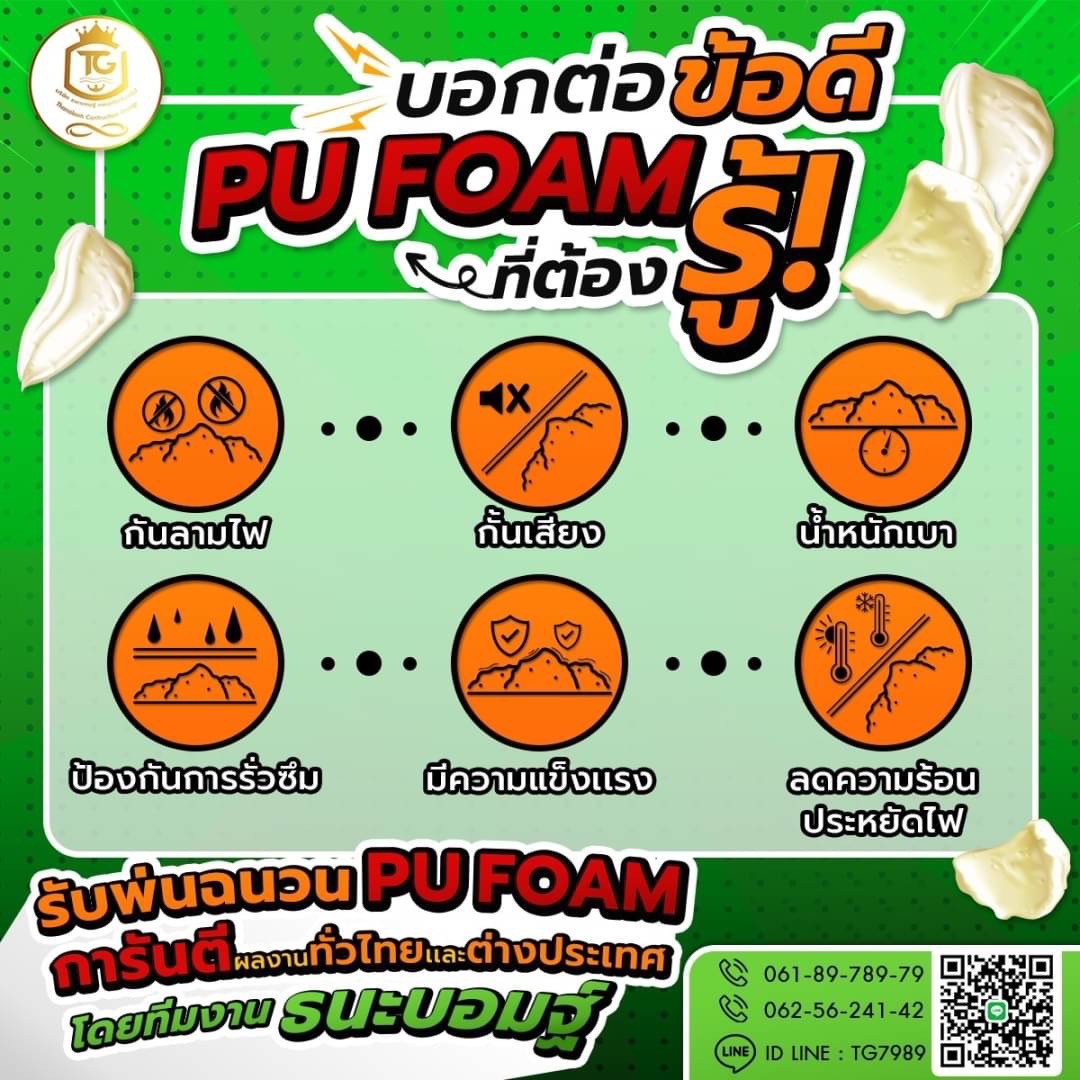 TG
บอกต่อข้อดี
PU FOAM
ที่ต้องรู้!
กันลามไฟ
กั้นเสียง
น้ำหนักเบา
ป้องกันการรั่วซึม
มีความแข็งแรง
ลดความร้อน
ประหยัดไฟ
รับพ่นฉนวน PU FOAM
การันตีผลงานทั่วไทยและต่างประเทศ
โดยทีมงาน ธนะบอมฐ์
061-89-789-79
062-56-241-42
LINE ID LINE : TG7989
LINE